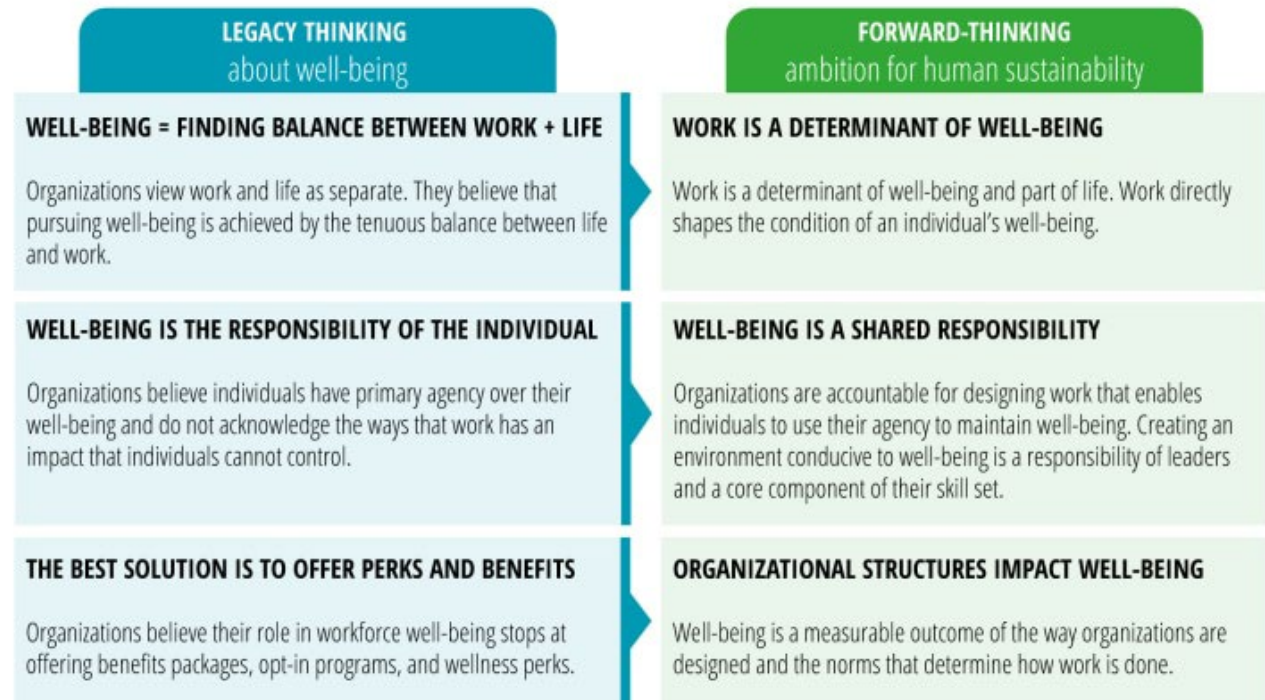 LEGACY THINKING
about well-being
FORWARD-THINKING
ambition for human sustainability
WELL-BEING = FINDING BALANCE BETWEEN WORK + LIFE
Organizations view work and life as separate. They believe that
pursuing well-being is achieved by the tenuous balance between life
and work.
WORK IS A DETERMINANT OF WELL-BEING
Work is a determinant of well-being and part of life. Work directly
shapes the condition of an individual’s well-being.
WELL-BEING IS THE RESPONSIBILITY OF THE INDIVIDUAL
Organizations believe individuals have primary agency over their
well-being and do not acknowledge the ways that work has an
impact that individuals cannot control.
WELL-BEING IS A SHARED RESPONSIBILITY
Organizations are accountable for designing work that enables
individuals to use their agency to maintain well-being. Creating an
environment conducive to well-being is a responsibility of leaders
and a core component of their skill set.
THE BEST SOLUTION IS TO OFFER PERKS AND BENEFITS
Organizations believe their role in workforce well-being stops at
offering benefits packages, opt-in programs, and wellness perks.
ORGANIZATIONAL STRUCTURES IMPACT WELL-BEING
Well-being is a measurable outcome of the way organizations are
designed and the norms that determine how work is done.